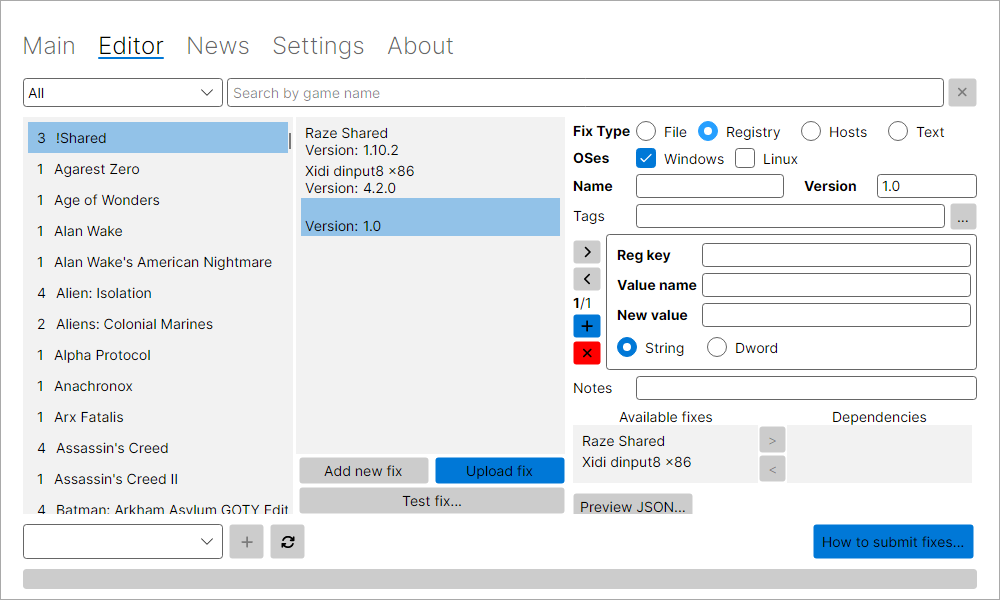 Main Editor News Settings About
All
Search by game name
3 !Shared
1 Agarest Zero
1 Age of Wonders
1 Alan Wake
1 Alan Wake's American Nightmare
4 Alien: Isolation
2 Aliens: Colonial Marines
1 Alpha Protocol
1 Anachronox
1 Arx Fatalis
4 Assassin's Creed
1 Assassin's Creed II
4 Batman: Arkham Asylum GOTY Edit
Raze Shared
Version: 1.10.2
Xidi dinput8 ×86
Version: 4.2.0
Version: 1.0
Add new fix Upload fix
Test fix...
Fix Type File Registry Hosts Text
OSes Windows Linux
Name Version 1.0
Tags ...
Reg key
Value name
1/1
New value
String Dword
Notes
Available fixes Dependencies
Raze Shared
Xidi dinput8 ×86
Preview JSON...
How to submit fixes...